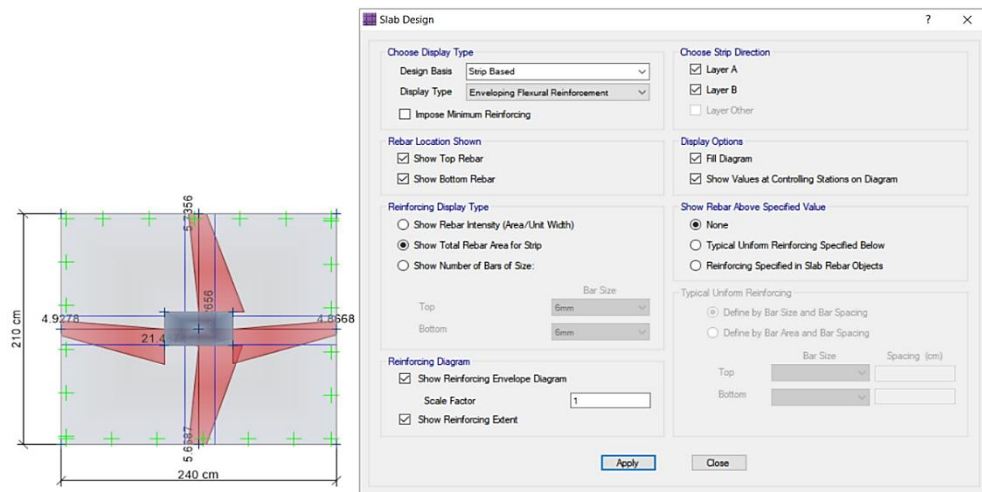 Slab Design
?
Choose Display Type
Design Basis
Strip Based
Display Type
Enveloping Flexural Reinforcement
Impose Minimum Reinforcing
Rebar Location Shown
Show Top Rebar
Show Bottom Rebar
Reinforcing Display Type
Show Rebar Intensity (Area/Unit Width)
Show Total Rebar Area for Strip
Show Number of Bars of Size:
Bar Size
Top
6mm
Bottom
6mm
Reinforcing Diagram
Show Reinforcing Envelope Diagram
Scale Factor
1
Show Reinforcing Extent
Choose Strip Direction
Layer A
Layer B
Layer Other
Display Options
Fill Diagram
Show Values at Controlling Stations on Diagram
Show Rebar Above Specified Value
None
Typical Uniform Reinforcing Specified Below
Reinforcing Specified in Slab Rebar Objects
Typical Uniform Reinforcing
Define by Bar Size and Bar Spacing
Define by Bar Area and Bar Spacing
Bar Size
Spacing (cm)
Top
Bottom
Apply
Close
4.9278
4.8668
210 cm
240 cm